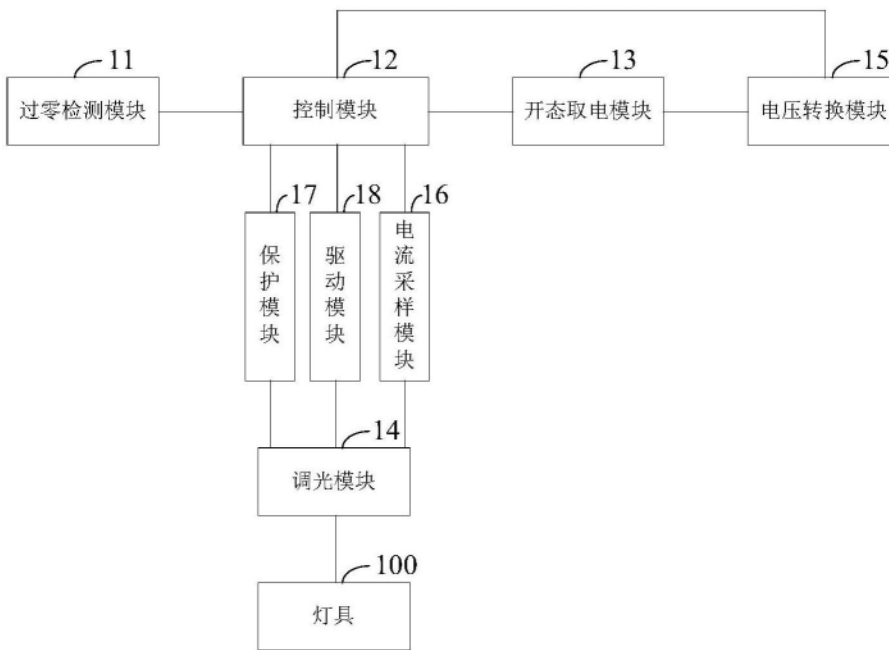 11
12
13
15
过零检测模块
控制模块
开态取电模块
电压转换模块
17
18
16
保护模块
驱动模块
电流采样模块
14
调光模块
100
灯具